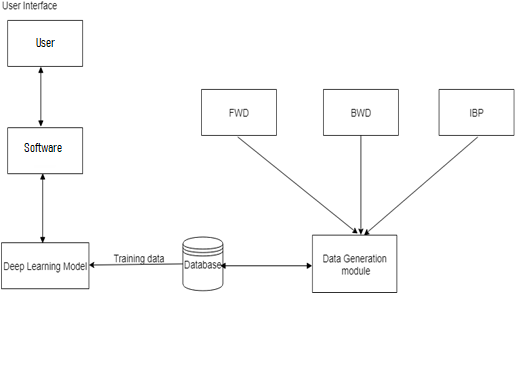 User Interface
User
Software
FWD
BWD
IBP
Deep Learning Model
Training data
Database
Data Generation
module